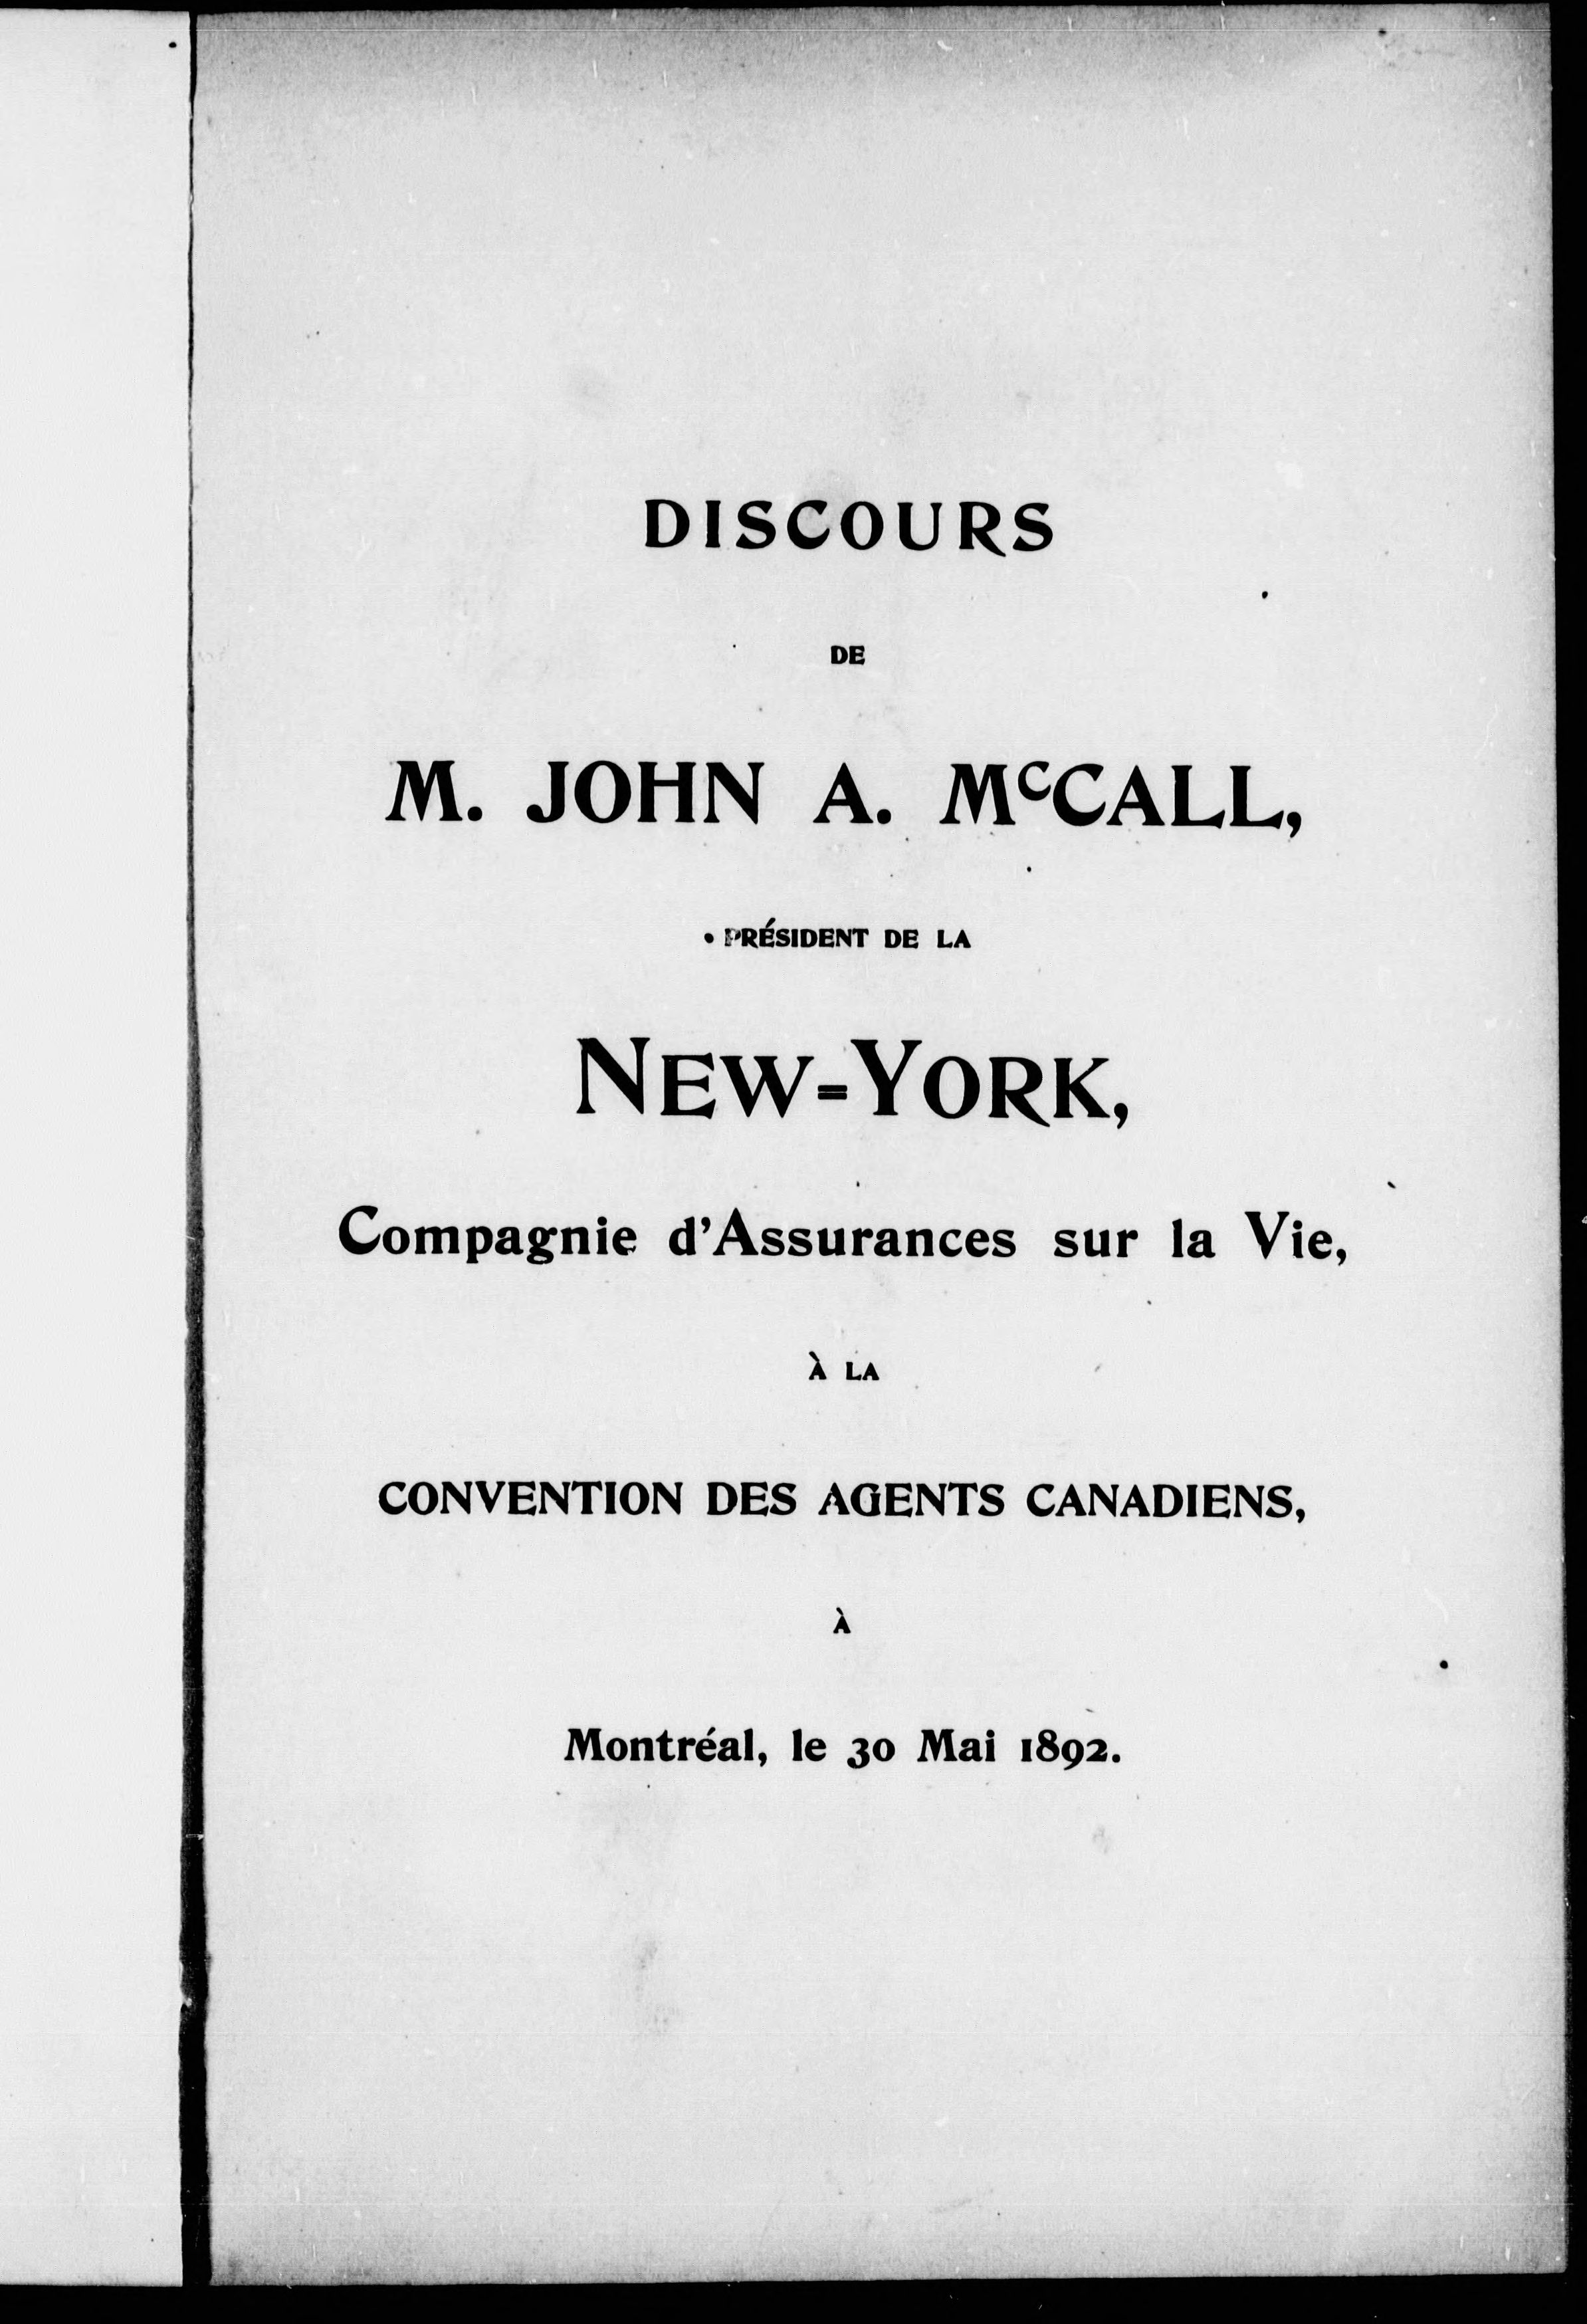 DISCOURS
DE
M. JOHN A. McCALL,
PRÉSIDENT DE LA
NEW=YORK,
Compagnie d'Assurances sur la Vie,
À LA
CONVENTION DES AGENTS CANADIENS,
À
Montréal, le 30 Mai 1892.